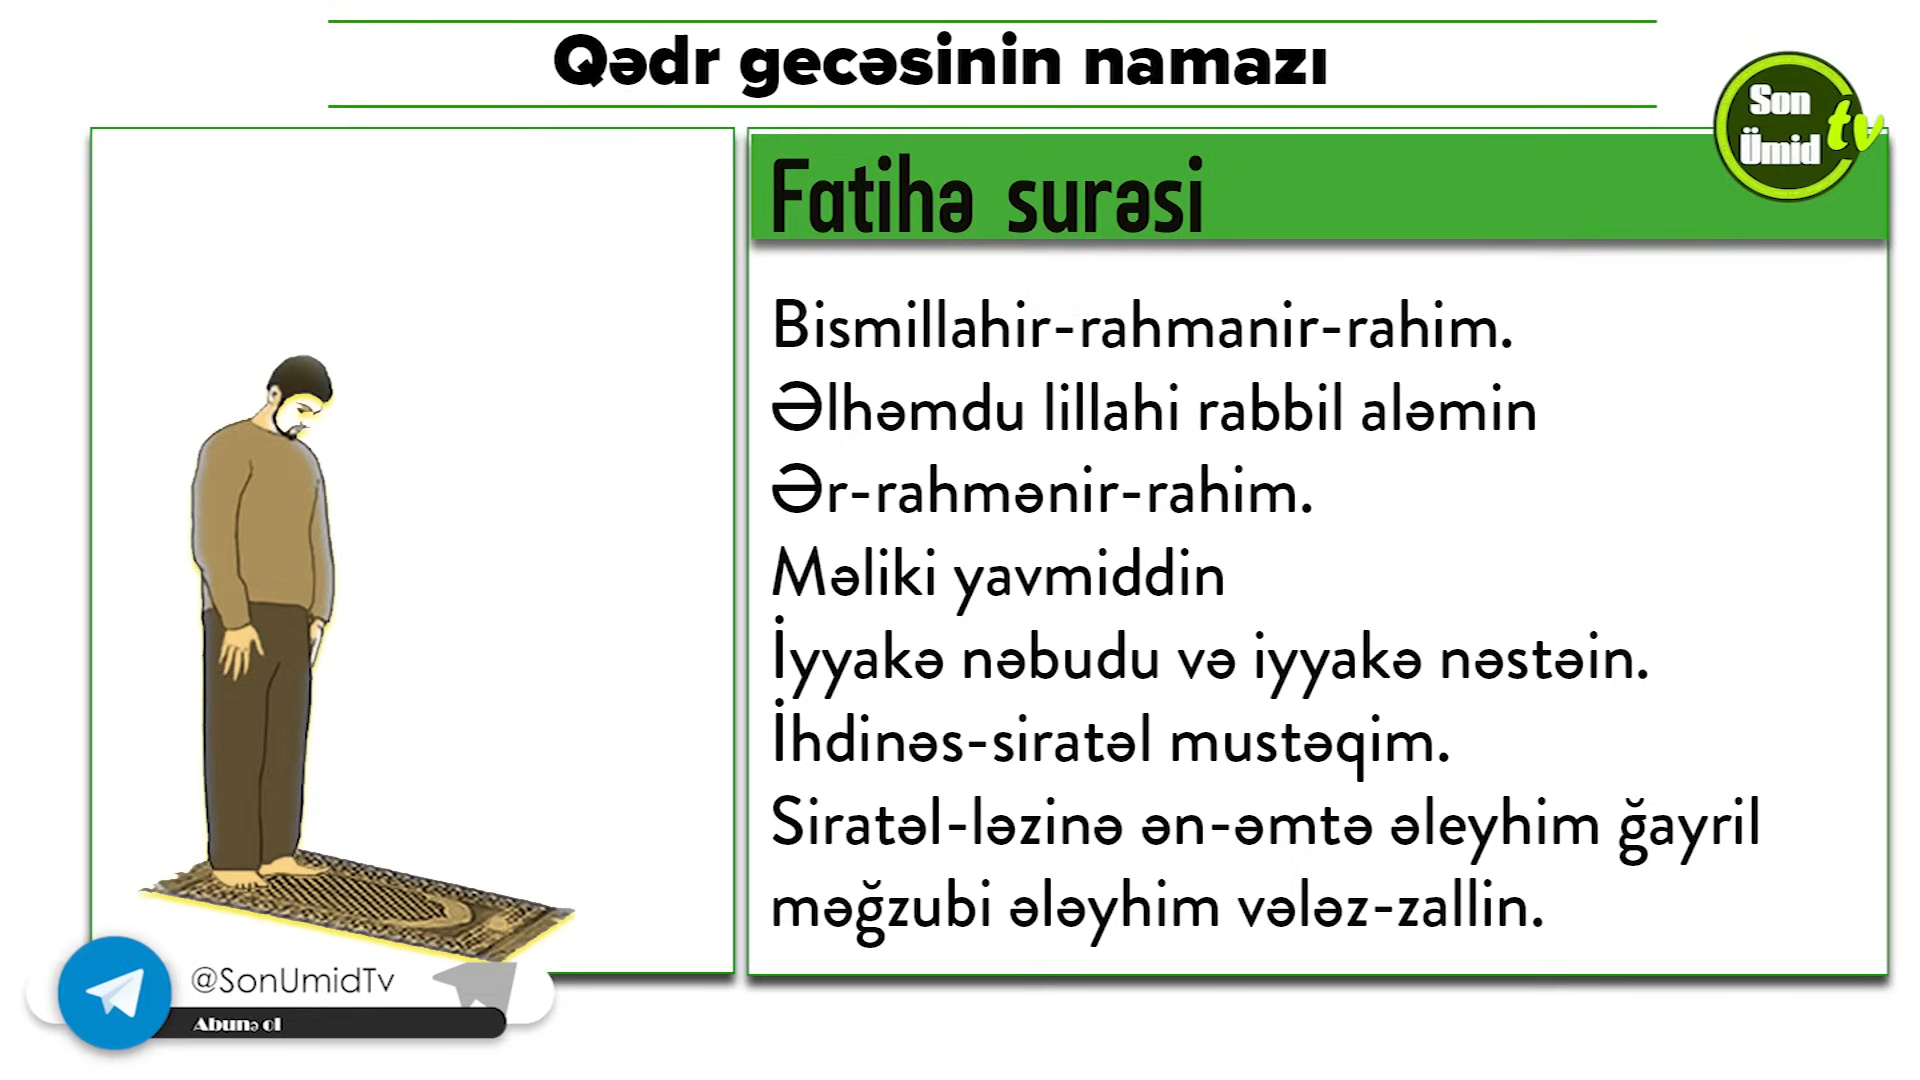 Qədr gecəsinin namazı
Son
Ümid tv
Fatihə surəsi
Bismillahir-rahmanir-rahim.
Əlhəmdu lillahi rabbil aləmin
Ər-rahmənir-rahim.
Məliki yavmiddin
İyyakə nəbudu və iyyakə nəstəin.
İhdinəs-siratəl mustəqim.
Siratəl-ləzinə ən-əmtə əleyhim ğayril
məğzubi ələyhim vələz-zallin.
@SonUmidTv
Abunə ol